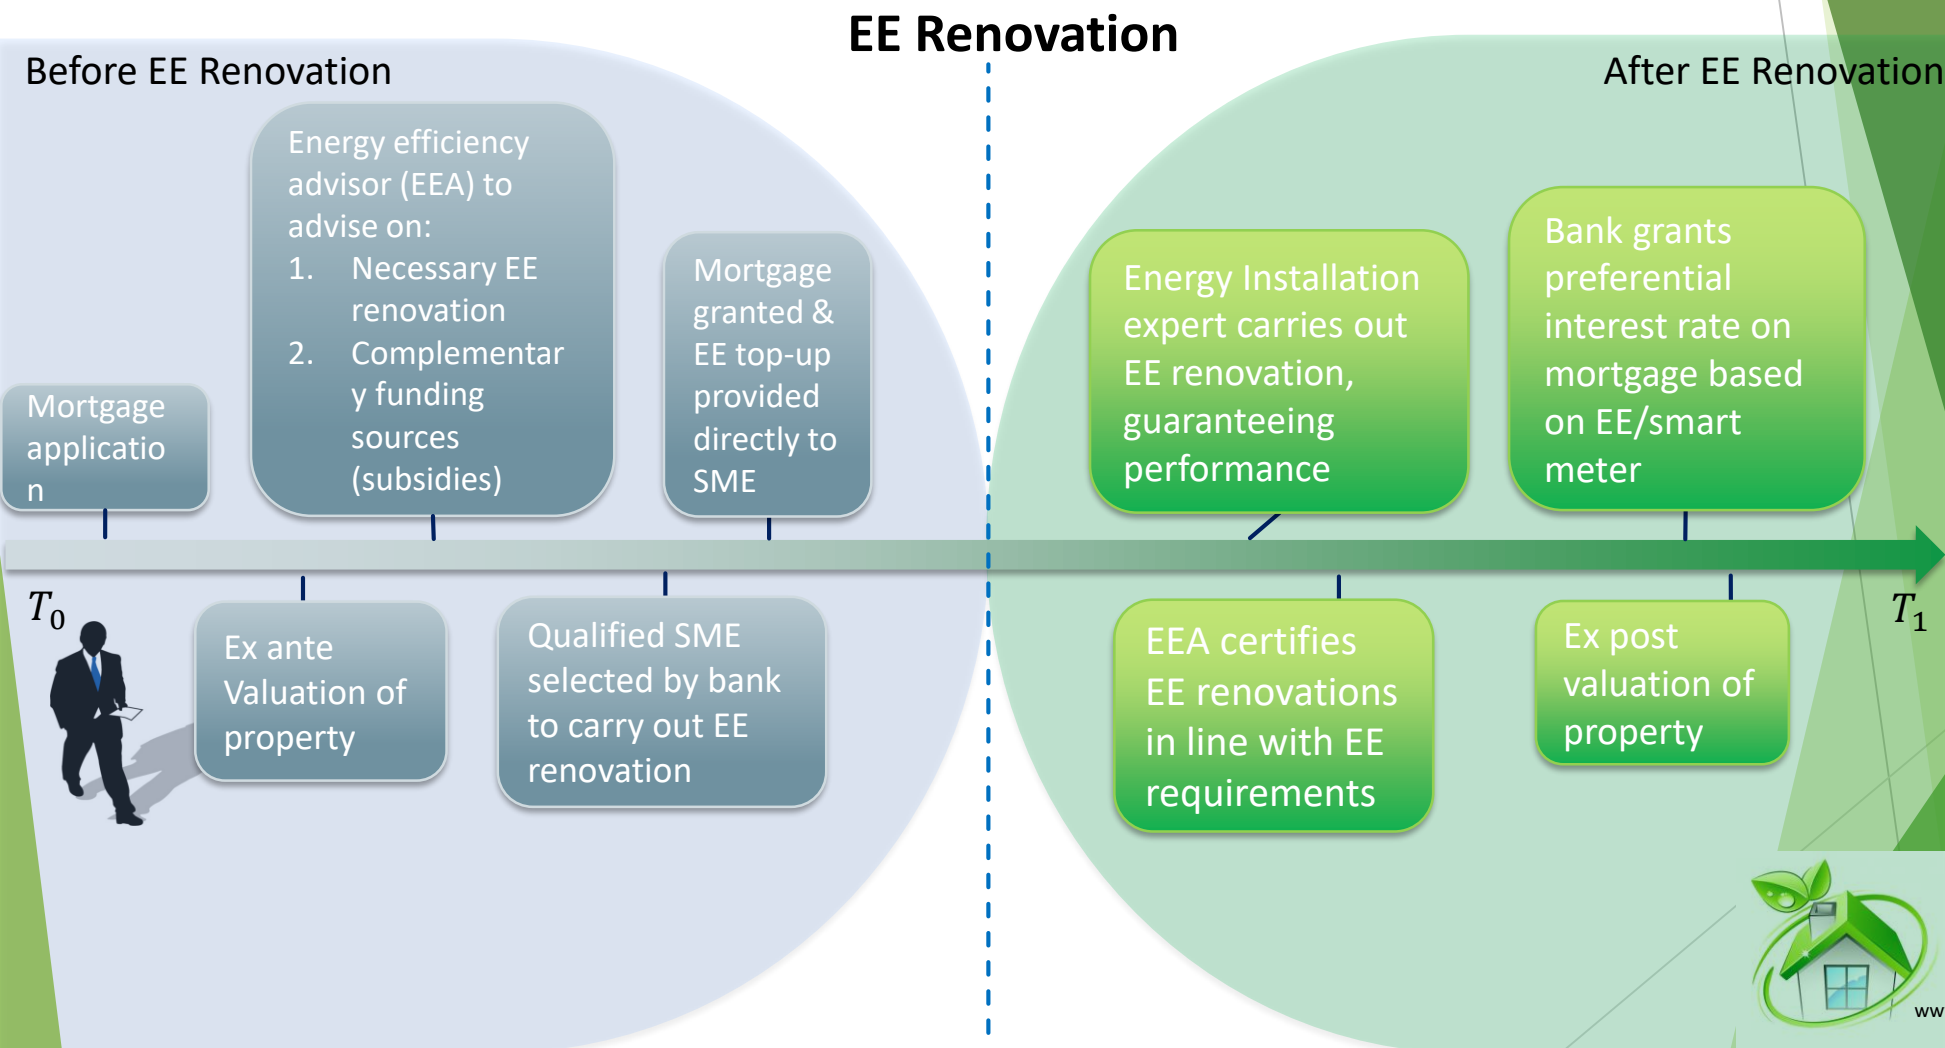 EE Renovation
Before EE Renovation
After EE Renovation
Mortgage
applicatio
n
Energy efficiency
advisor (EEA) to
advise on:
1. Necessary EE
renovation
2. Complementar
y funding
sources
(subsidies)
Mortgage
granted &
EE top-up
provided
directly to
SME
Energy Installation
expert carries out
EE renovation,
guaranteeing
performance
Bank grants
preferential
interest rate on
mortgage based
on EE/smart
meter
T₀
T₁
Ex ante
Valuation of
property
Qualified SME
selected by bank
to carry out EE
renovation
EEA certifies
EE renovations
in line with EE
requirements
Ex post
valuation of
property
ww